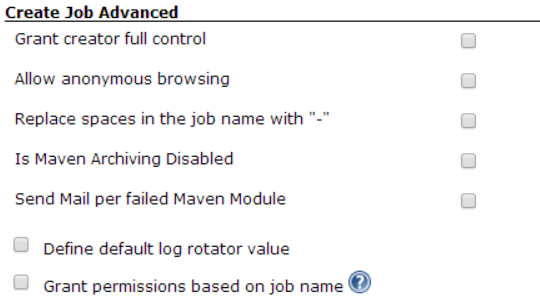 Create Job Advanced
Grant creator full control
Allow anonymous browsing
Replace spaces in the job name with "-"
Is Maven Archiving Disabled
Send Mail per failed Maven Module
Define default log rotator value
Grant permissions based on job name ?